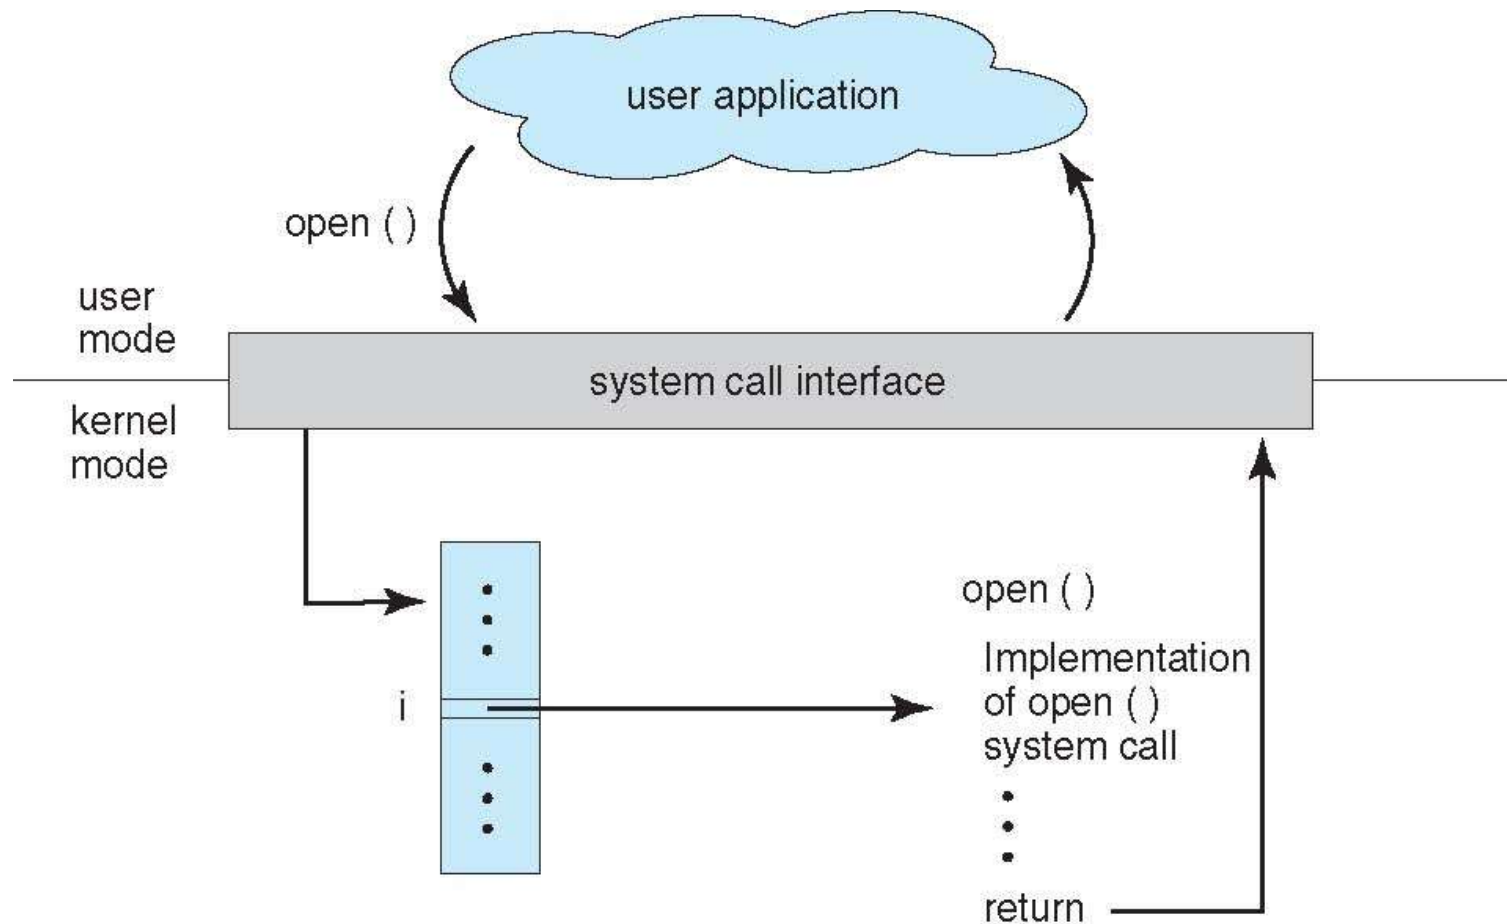 user application
open ( )
user
mode
system call interface
kernel
mode
open ( )
Implementation
i
of open ( )
system call
return